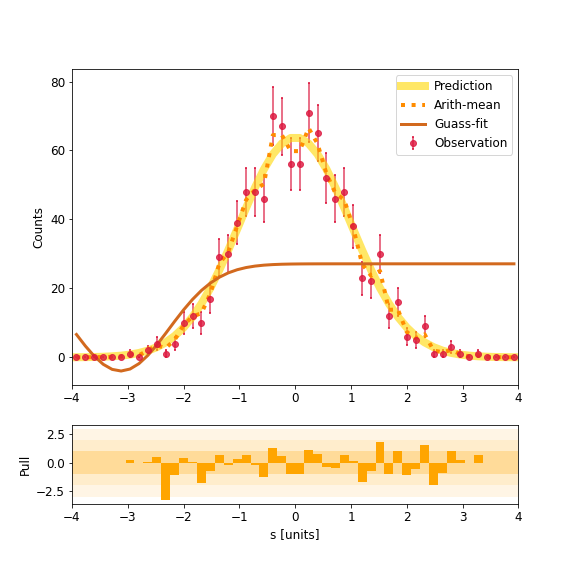 80
60
40
20
0
Counts
Prediction
Arith-mean
Guass-fit
Observation
−4 −3 −2 −1 0 1 2 3 4
2.5
0.0
−2.5
Pull
−4 −3 −2 −1 0 1 2 3 4
s [units]